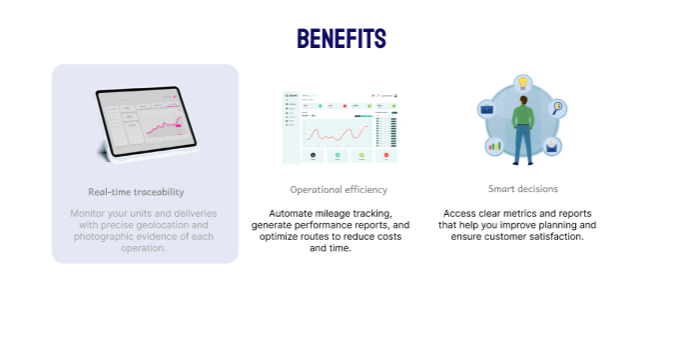 BENEFITS
Real-time traceability
Monitor your units and deliveries
with precise geolocation and
photographic evidence of each
operation.
Operational efficiency
Automate mileage tracking,
generate performance reports, and
optimize routes to reduce costs
and time.
Smart decisions
Access clear metrics and reports
that help you improve planning and
ensure customer satisfaction.